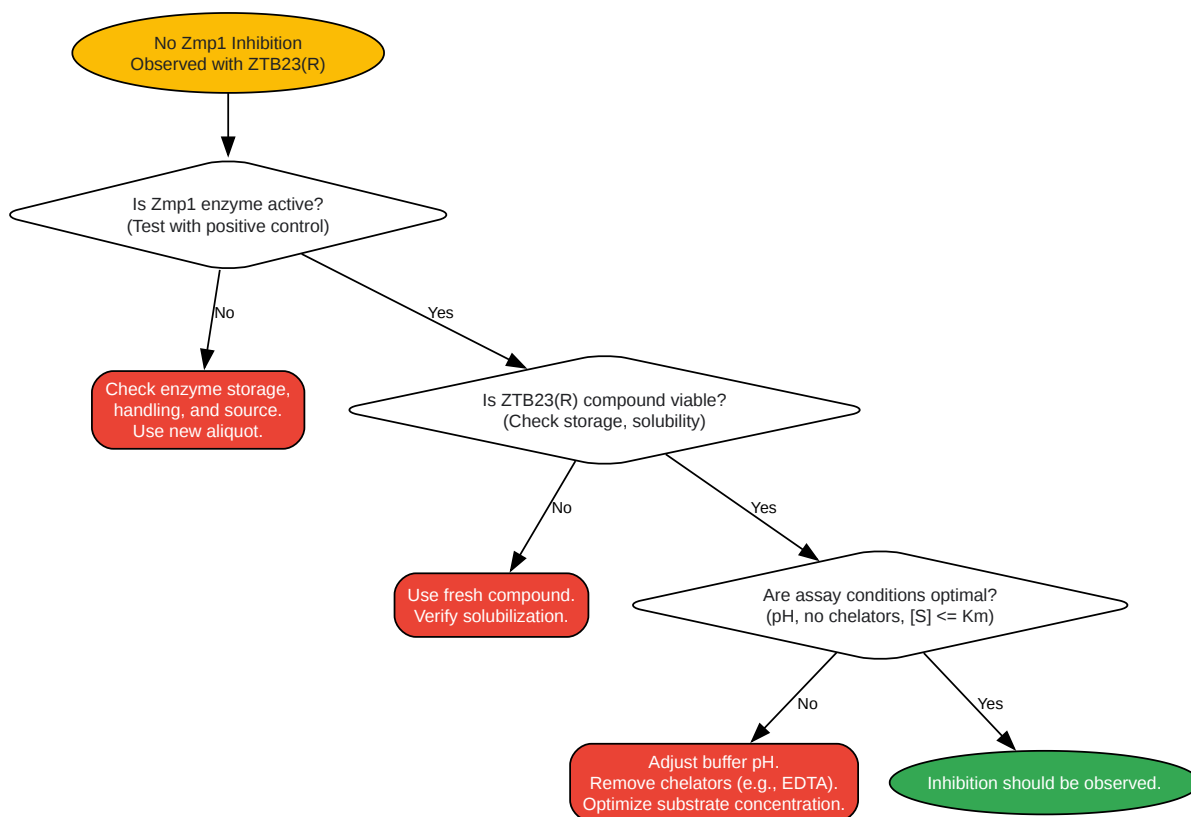 No Zmp1 Inhibition
Observed with ZTB23(R)
Is Zmp1 enzyme active?
(Test with positive control)
No
Yes
Check enzyme storage,
handling, and source.
Use new aliquot.
Is ZTB23(R) compound viable?
(Check storage, solubility)
No
Yes
Use fresh compound.
Verify solubilization.
Are assay conditions optimal?
(pH, no chelators, [S] <= Km)
No
Yes
Adjust buffer pH.
Remove chelators (e.g., EDTA).
Optimize substrate concentration.
Inhibition should be observed.